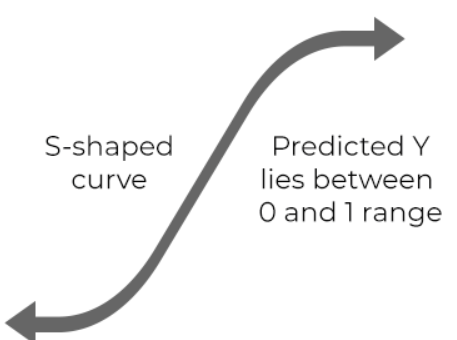 S-shaped
curve
Predicted Y
lies between
0 and 1 range